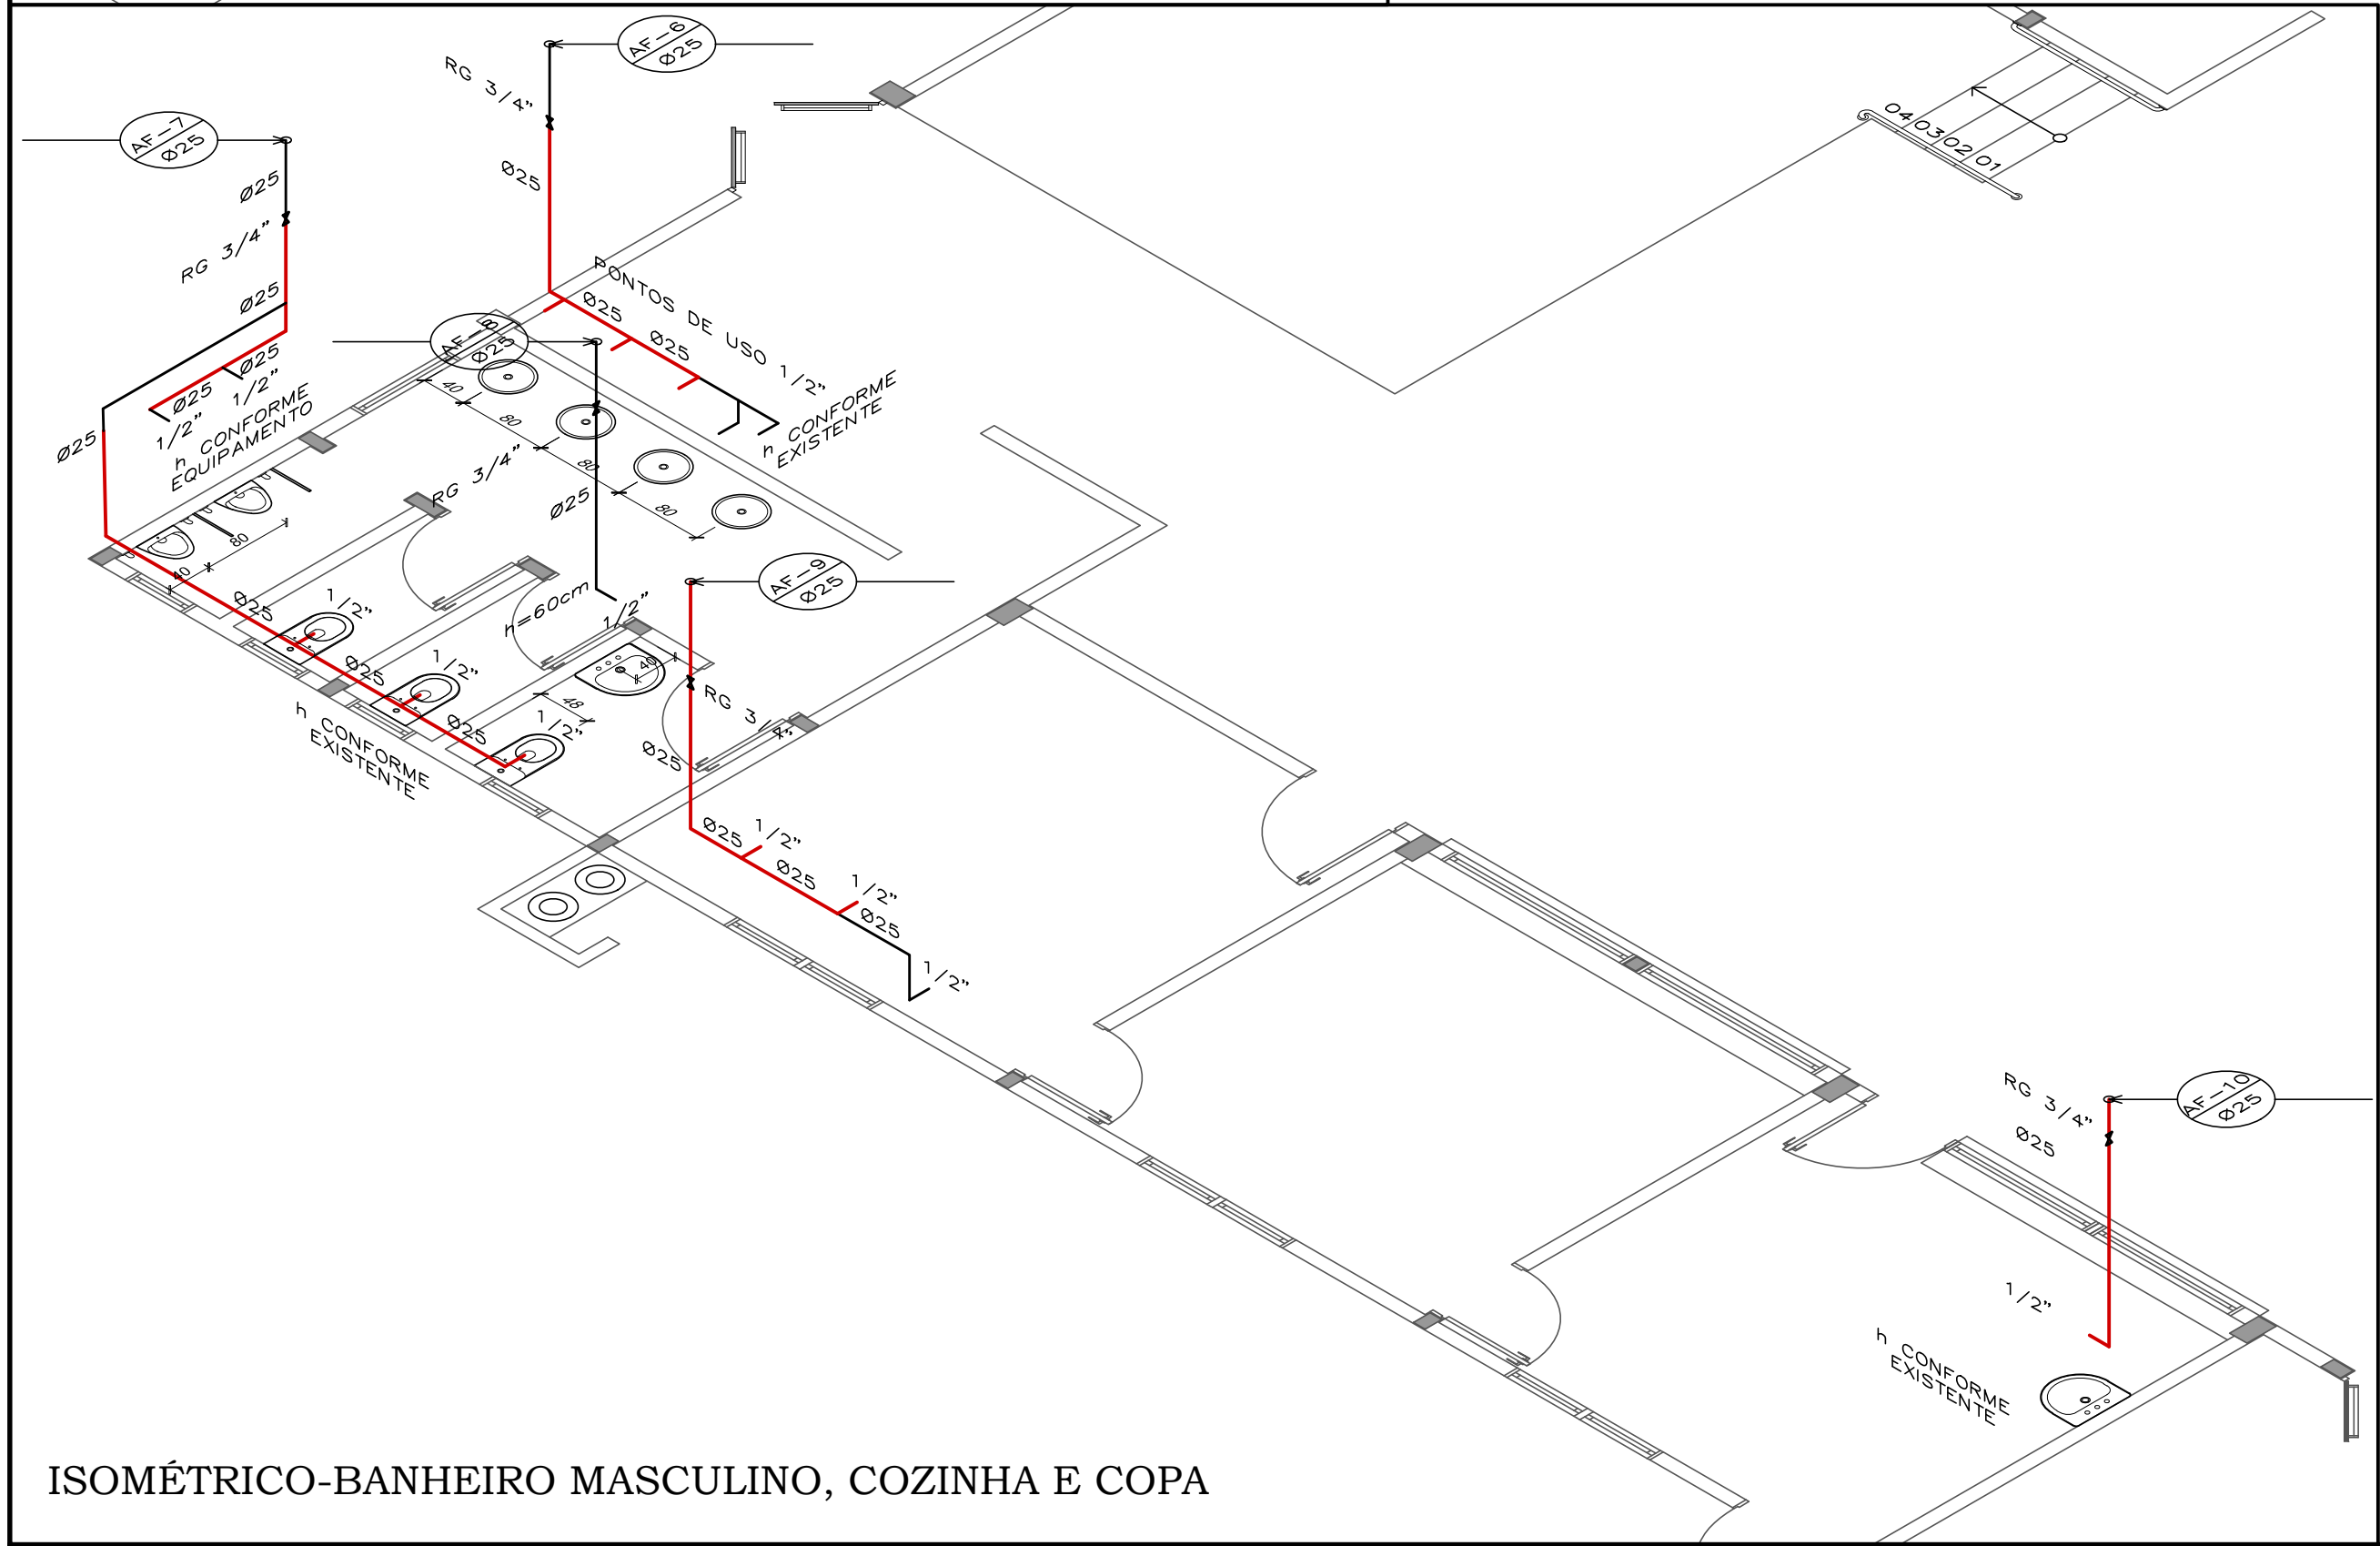 AF-6
Ø25
RG 3/4"
Ø25
AF-7
Ø25
Ø25
RG 3/4"
Ø25
04 03 02 01
PONTOS DE USO 1/2"
Ø25
Ø25
h CONFORME
EXISTENTE
AF-8
Ø25
Ø25
1/2"
Ø25
1/2"
h CONFORME
EQUIPAMENTO
Ø25
40
80
80
80
RG 3/4"
Ø25
80
40
h=60cm
1/2"
AF-9
Ø25
Ø25
1/2"
Ø25
1/2"
Ø25
1/2"
40
48
h CONFORME
EXISTENTE
RG 3/
4"
Ø25
Ø25
1/2"
Ø25
1/2"
Ø25
1/2"
AF-10
Ø25
RG 3/4"
Ø25
1/2"
h CONFORME
EXISTENTE
ISOMÉTRICO-BANHEIRO MASCULINO, COZINHA E COPA